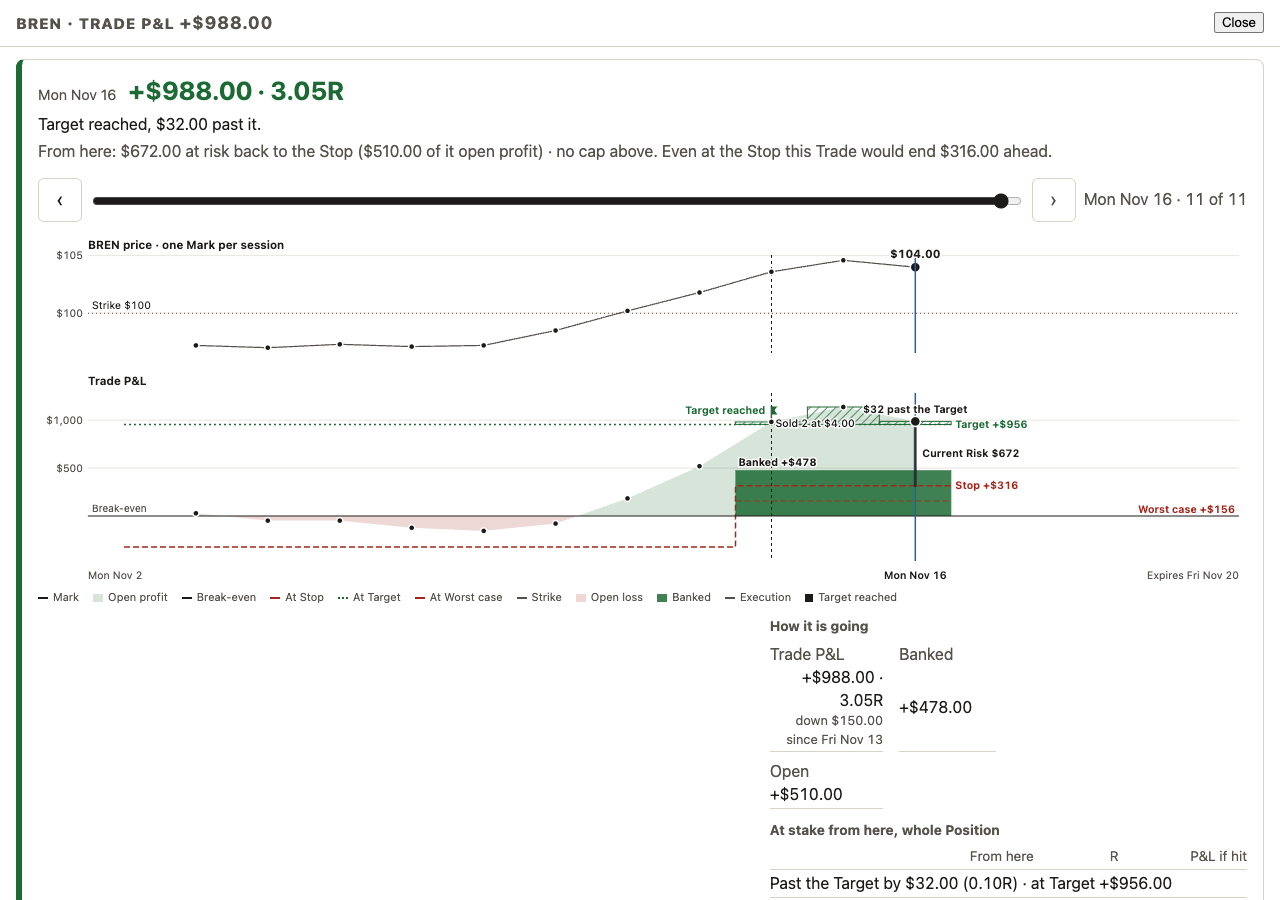 BREN · TRADE P&L +$988.00
Close
Mon Nov 16 +$988.00 · 3.05R
Target reached, $32.00 past it.
From here: $672.00 at risk back to the Stop ($510.00 of it open profit) · no cap above. Even at the Stop this Trade would end $316.00 ahead.
‹
›
Mon Nov 16 · 11 of 11
BREN price · one Mark per session
$105
$104.00
Strike $100
$100
Trade P&L
Target reached
$32 past the Target
$1,000
Sold 2 at $4.00
Target +$956
Current Risk $672
Banked +$478
$500
Stop +$316
Break-even
Worst case +$156
Mon Nov 2
Mon Nov 16
Expires Fri Nov 20
Mark Open profit Break-even At Stop At Target At Worst case Strike Open loss Banked Execution Target reached
How it is going
Trade P&L
+$988.00 ·
3.05R
down $150.00
since Fri Nov 13
Banked
+$478.00
Open
+$510.00
At stake from here, whole Position
From here R P&L if hit
Past the Target by $32.00 (0.10R) · at Target +$956.00